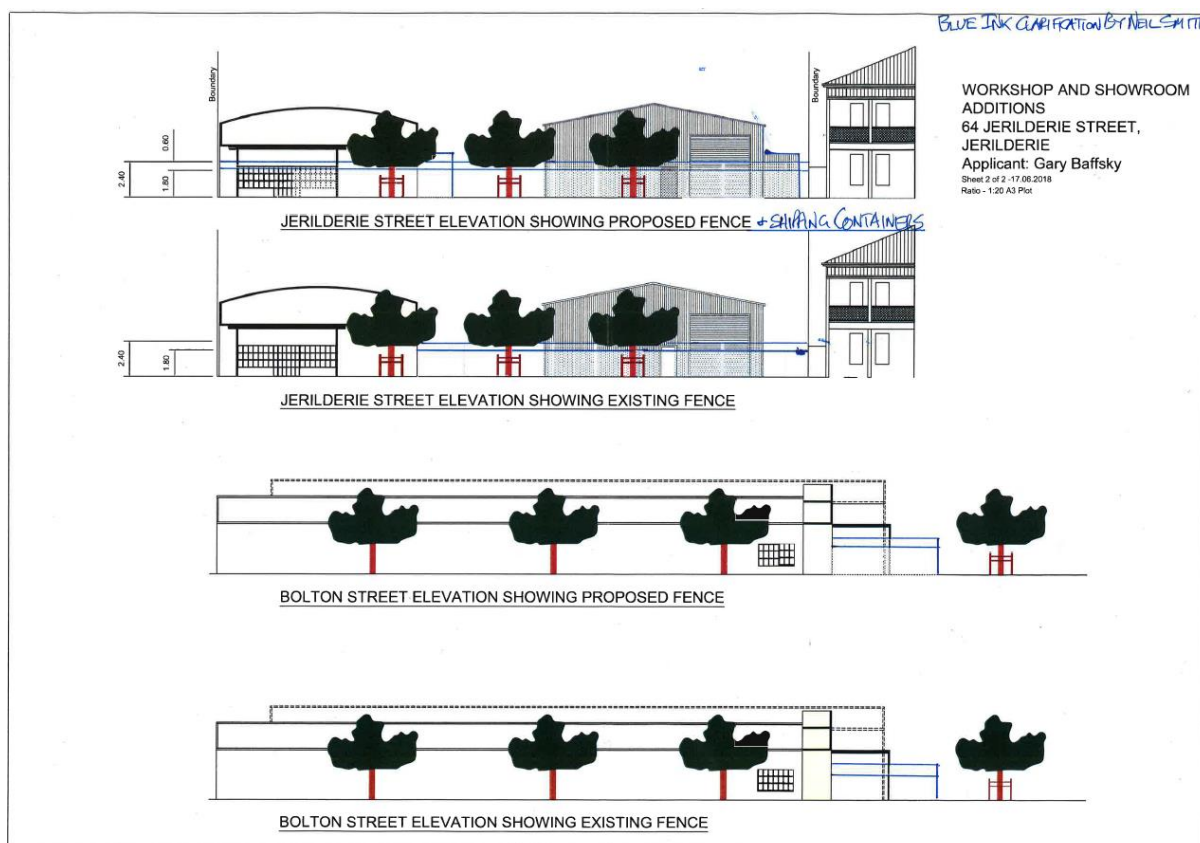 BLUE INK CLARIFICATION BY NEIL SMITH
WORKSHOP AND SHOWROOM
ADDITIONS
64 JERILDERIE STREET,
JERILDERIE
Applicant: Gary Baffsky
Sheet 2 of 2 -17.06.2018
Ratio - 1:20 A3 Plot
Boundary
Boundary
0.60
2.40
1.80
JERILDERIE STREET ELEVATION SHOWING PROPOSED FENCE + SHIPPING CONTAINERS
2.40
1.80
JERILDERIE STREET ELEVATION SHOWING EXISTING FENCE
BOLTON STREET ELEVATION SHOWING PROPOSED FENCE
BOLTON STREET ELEVATION SHOWING EXISTING FENCE